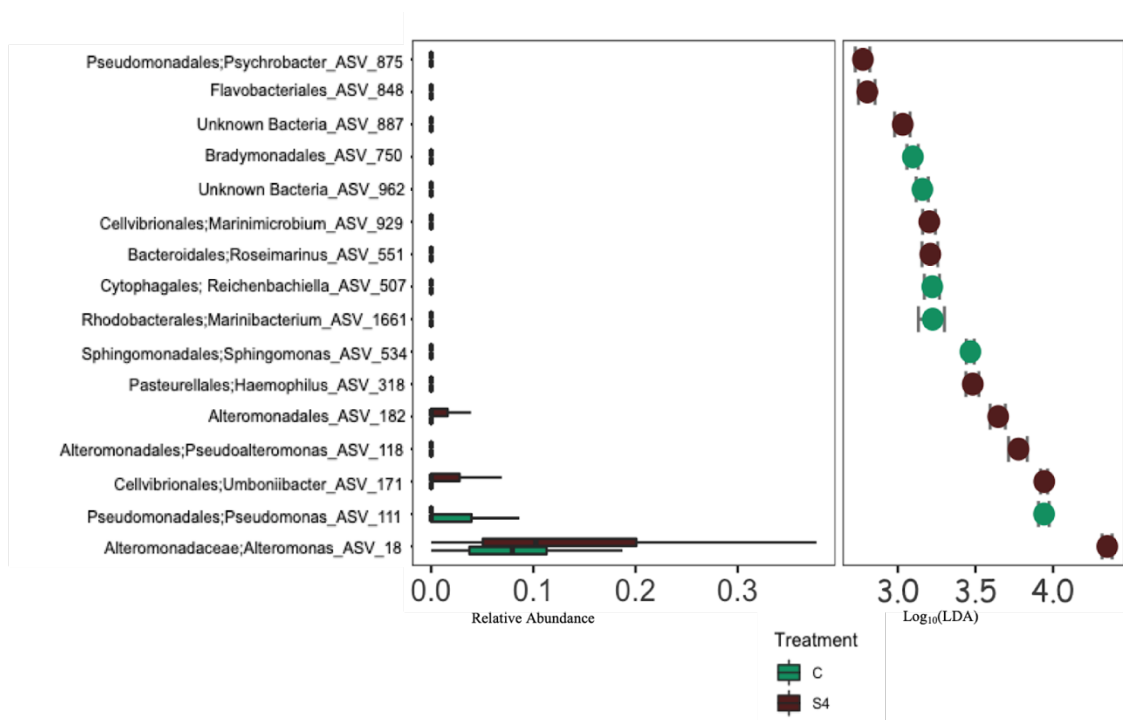 Pseudomonadales;Psychrobacter_ASV_875
Flavobacteriales_ASV_848
Unknown Bacteria_ASV_887
Bradymonadales_ASV_750
Unknown Bacteria_ASV_962
Cellvibrionales;Marinimicrobium_ASV_929
Bacteroidales;Roseimarinus_ASV_551
Cytophagales; Reichenbachiella_ASV_507
Rhodobacterales;Marinibacterium_ASV_1661
Sphingomonadales;Sphingomonas_ASV_534
Pasteurellales;Haemophilus_ASV_318
Alteromonadales_ASV_182
Alteromonadales;Pseudoalteromonas_ASV_118
Cellvibrionales;Umboniibacter_ASV_171
Pseudomonadales;Pseudomonas_ASV_111
Alteromonadaceae;Alteromonas_ASV_18
0.0 0.1 0.2 0.3
Relative Abundance
3.0 3.5 4.0
Log₁₀(LDA)
Treatment
C
S4